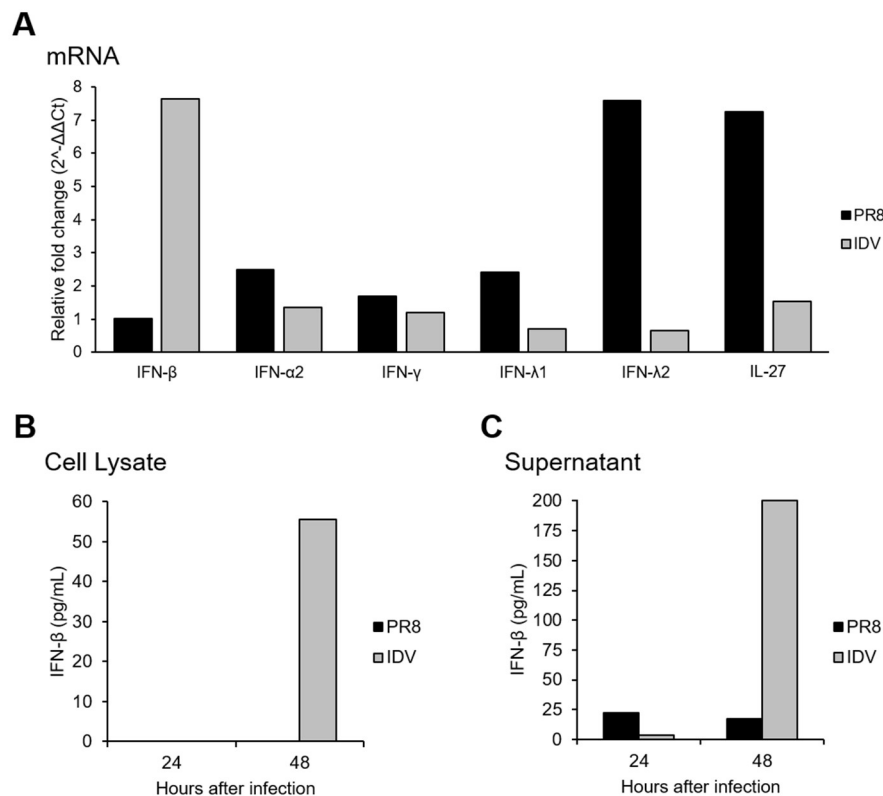 A
mRNA
Relative fold change (2^-ΔΔCt)
8
7
6
5
4
3
2
1
0
IFN-β IFN-α2 IFN-γ IFN-λ1 IFN-λ2 IL-27
PR8
IDV
B
Cell Lysate
IFN-β (pg/mL)
60
50
40
30
20
10
0
24 48
Hours after infection
PR8
IDV
C
Supernatant
IFN-β (pg/mL)
200
175
150
125
100
75
50
25
0
24 48
Hours after infection
PR8
IDV